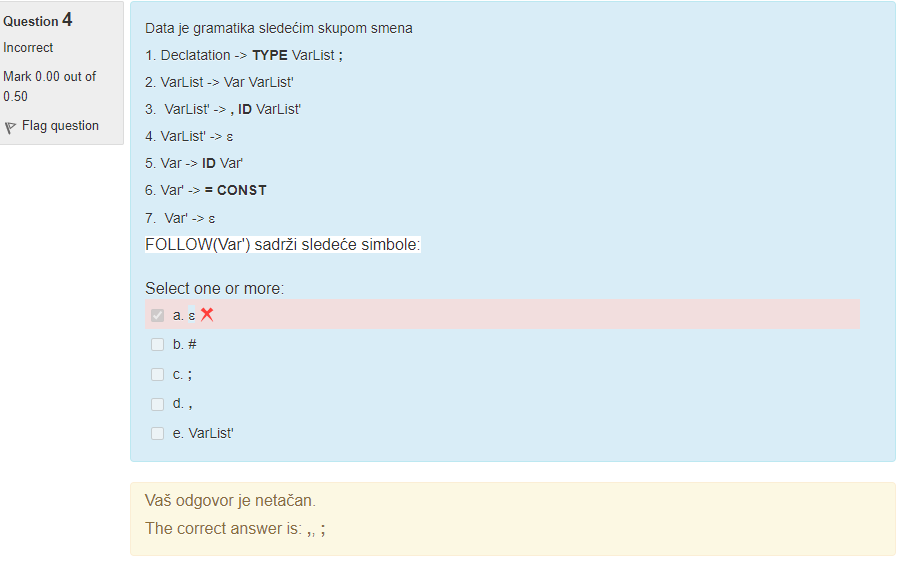 Question 4
Incorrect
Mark 0.00 out of
0.50
Flag question
Data je gramatika sledećim skupom smena
1. Declatation -> TYPE VarList ;
2. VarList -> Var VarList'
3. VarList' -> , ID VarList'
4. VarList' -> ε
5. Var -> ID Var'
6. Var' -> = CONST
7. Var' -> ε
FOLLOW(Var') sadrži sledeće simbole:
Select one or more:
a. ε
b. #
c. ;
d. ,
e. VarList'
Vaš odgovor je netačan.
The correct answer is: ,, ;